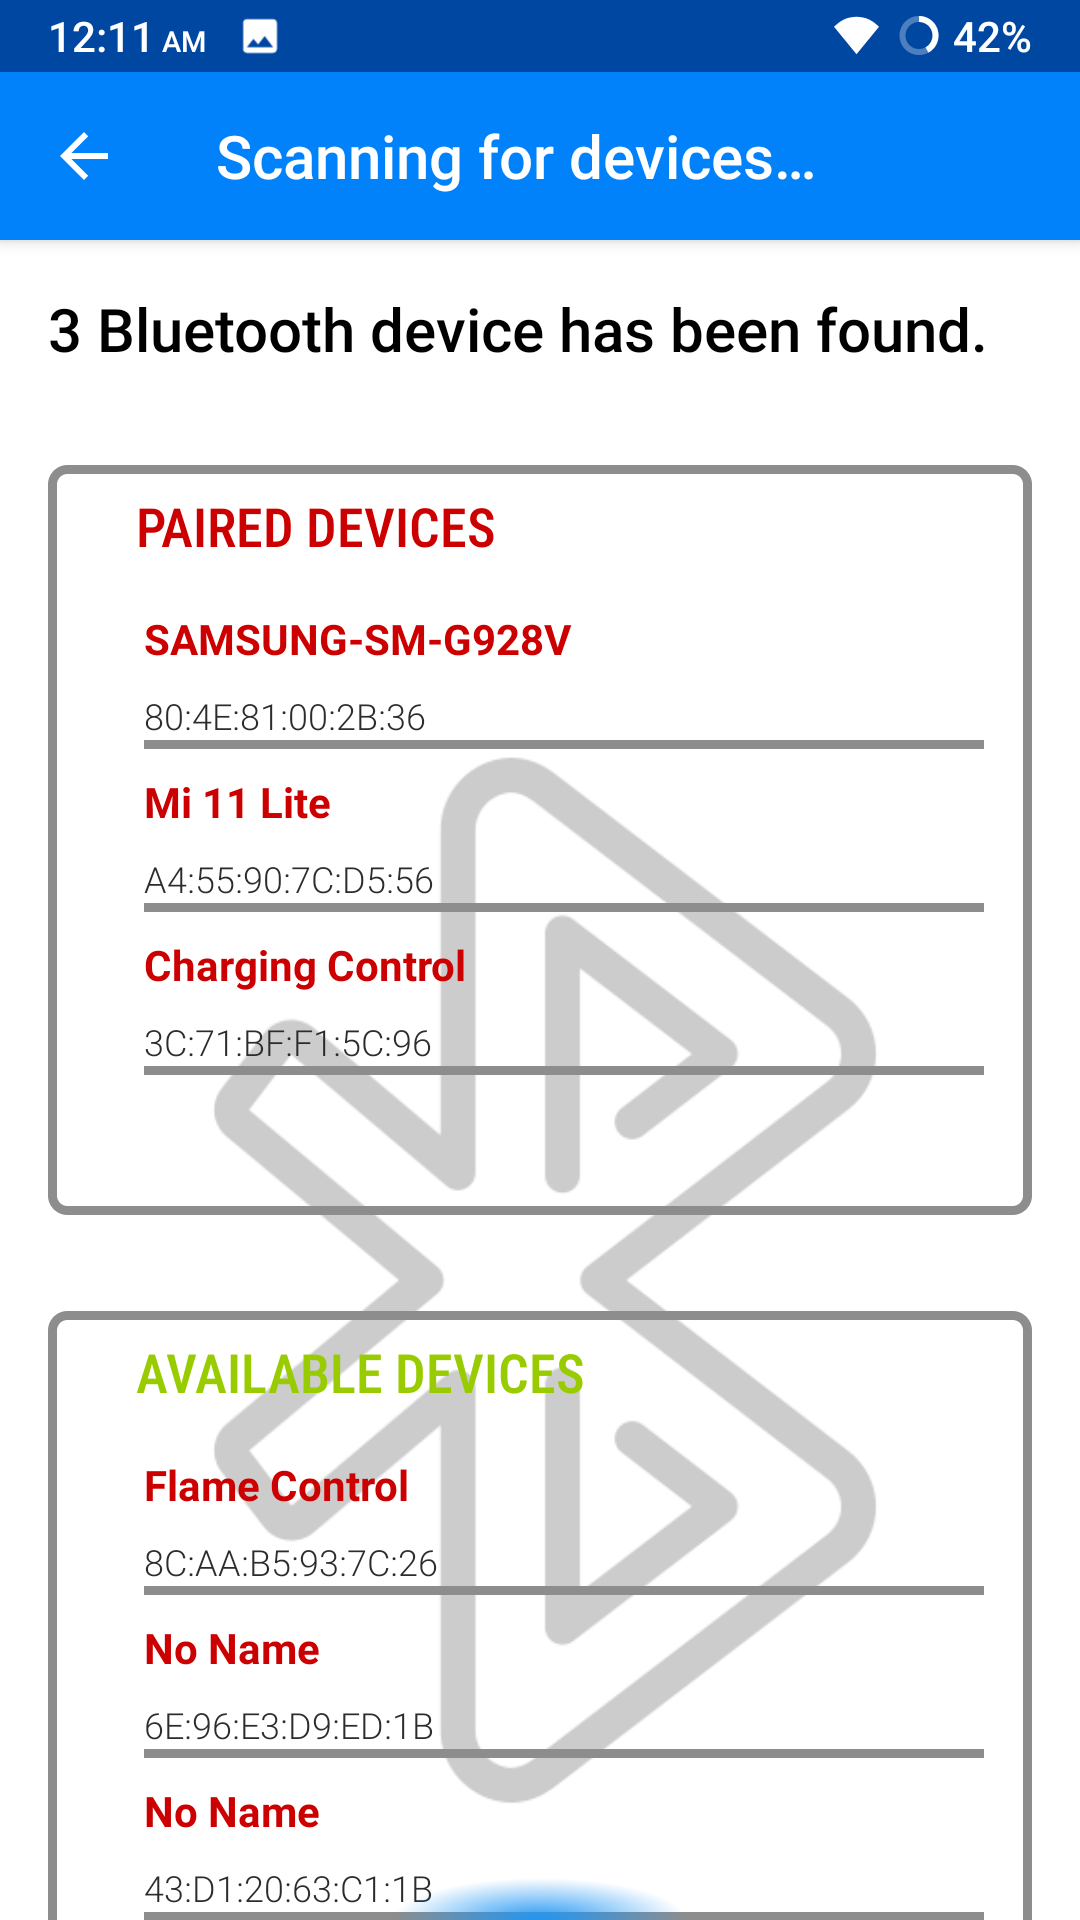 12:11 AM 42%
Scanning for devices...
3 Bluetooth device has been found.
PAIRED DEVICES
SAMSUNG-SM-G928V
80:4E:81:00:2B:36
Mi 11 Lite
A4:55:90:7C:D5:56
Charging Control
3C:71:BF:F1:5C:96
AVAILABLE DEVICES
Flame Control
8C:AA:B5:93:7C:26
No Name
6E:96:E3:D9:ED:1B
No Name
43:D1:20:63:C1:1B